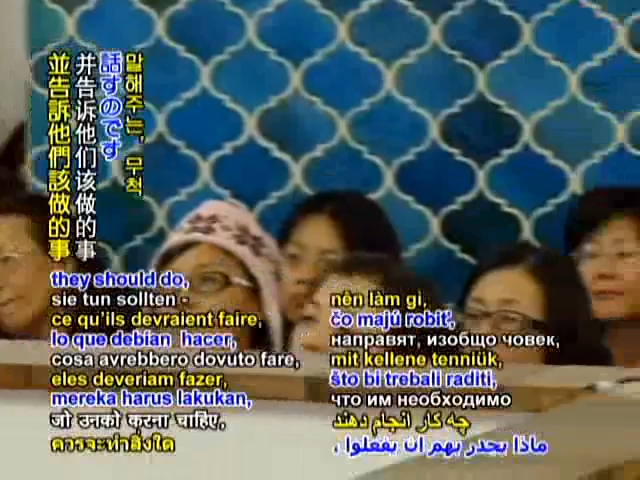 말해주는, 무척
話すのです
并告诉他们该做的事
並告訴他們該做的事
they should do,
sie tun sollten -
ce qu'ils devraient faire,
lo que debian hacer,
cosa avrebbero dovuto fare,
eles deveriam fazer,
mereka harus lakukan,
जो उनको करना चाहिए,
ควรจะทำสิ่งใด
nên làm gi,
čo majú robiť,
направят, изобщо човек,
mit kellene tenniük,
što bi trebali raditi,
что им необходимо
چه کار انجام دهند
ماذا يجدر بهم ان يفعلوا ،